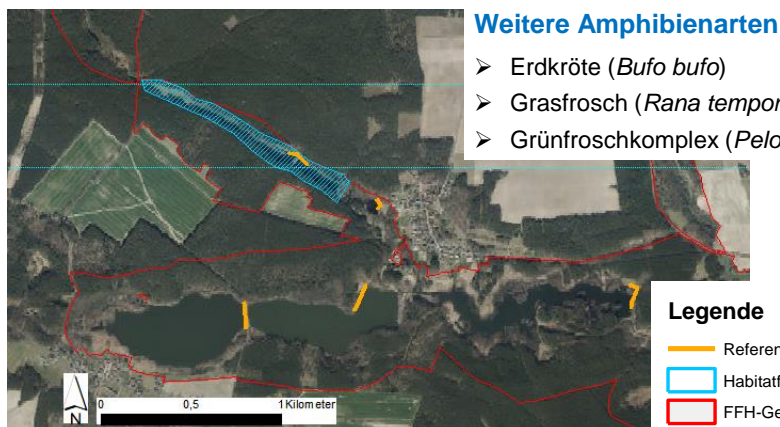 Weitere Amphibienarten
➢ Erdkröte (Bufo bufo)
➢ Grasfrosch (Rana tempor
➢ Grünfroschkomplex (Pelo
Legende
Referen
Habitatf
FFH-Ge
N
0 0,5 1 Kilometer